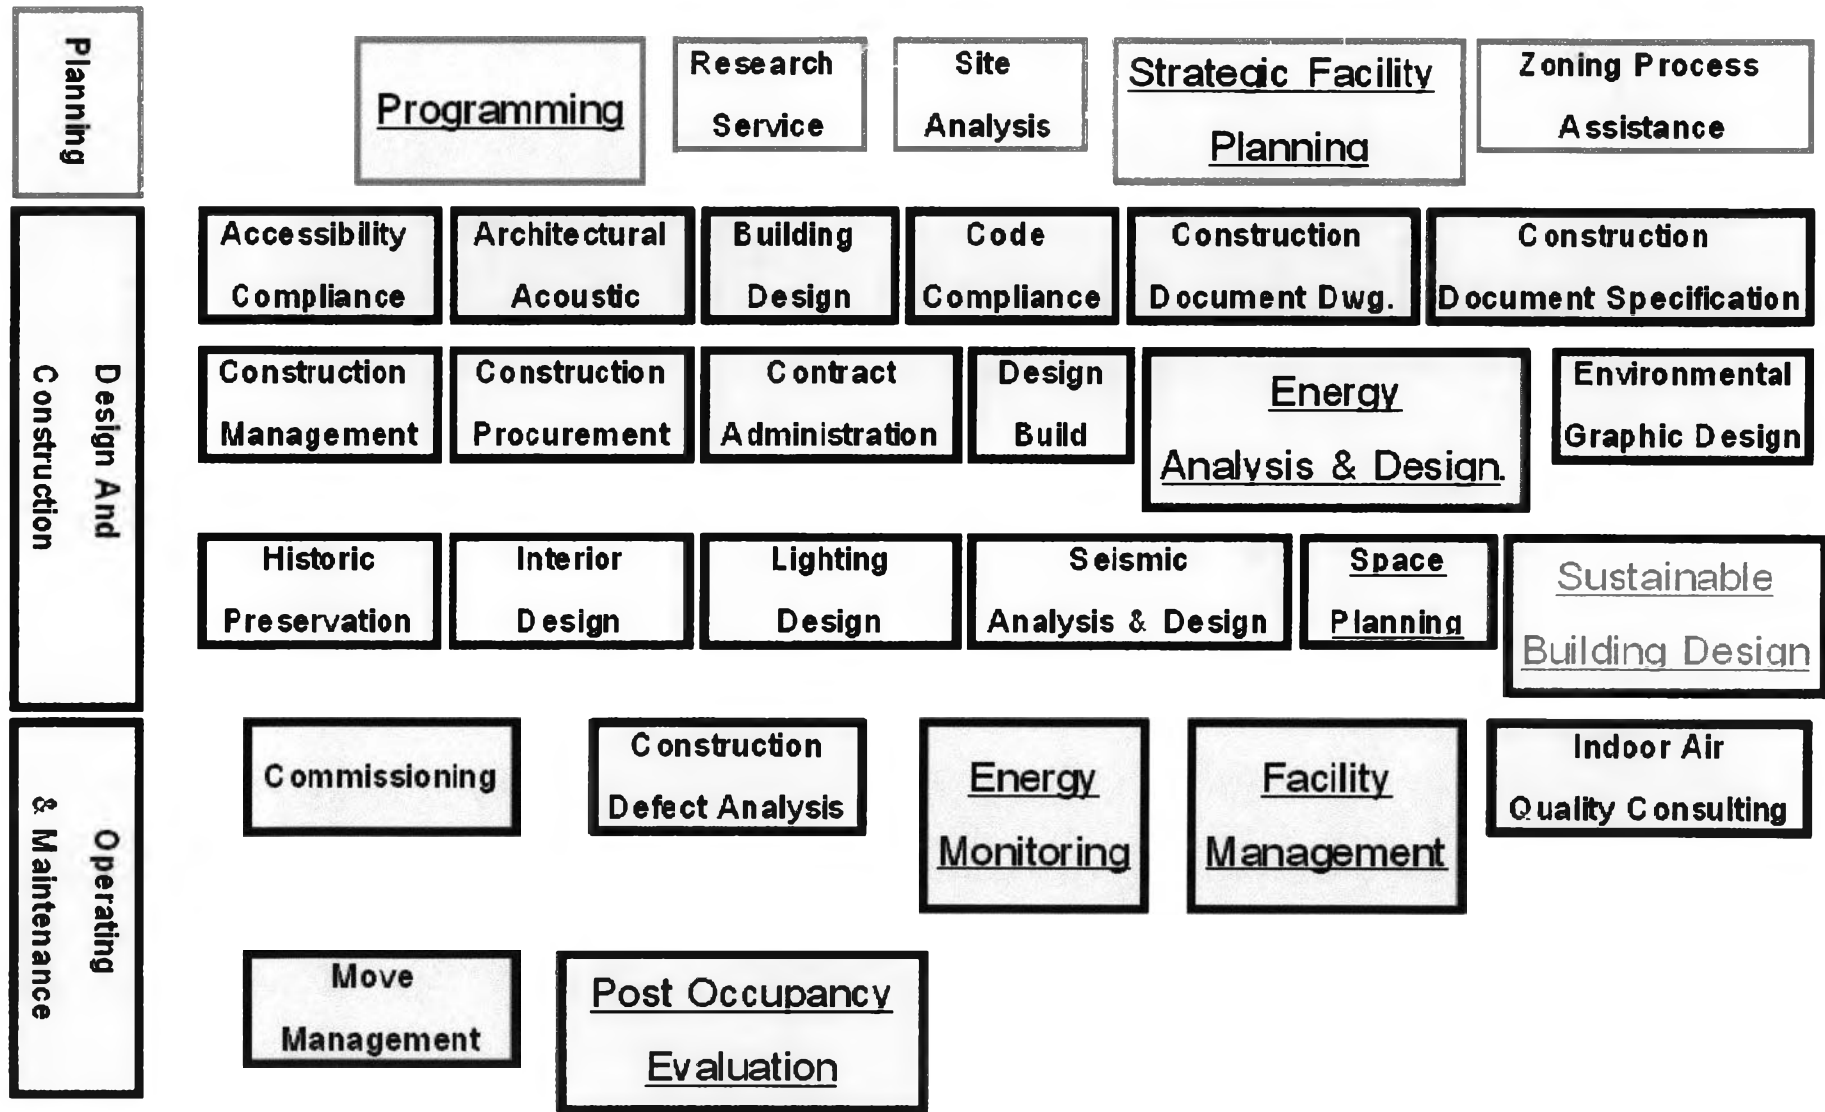 Planning
Programming
Research
Service
Site
Analysis
Strategic Facility
Planning
Zoning Process
Assistance
Design And
Construction
Accessibility
Compliance
Architectural
Acoustic
Building
Design
Code
Compliance
Construction
Document Dwg.
Construction
Document Specification
Construction
Management
Construction
Procurement
Contract
Administration
Design
Build
Energy
Analysis & Design.
Environmental
Graphic Design
Historic
Preservation
Interior
Design
Lighting
Design
Seismic
Analysis & Design
Space
Planning
Sustainable
Building Design
Operating
& Maintenance
Commissioning
Construction
Defect Analysis
Energy
Monitoring
Facility
Management
Indoor Air
Quality Consulting
Move
Management
Post Occupancy
Evaluation